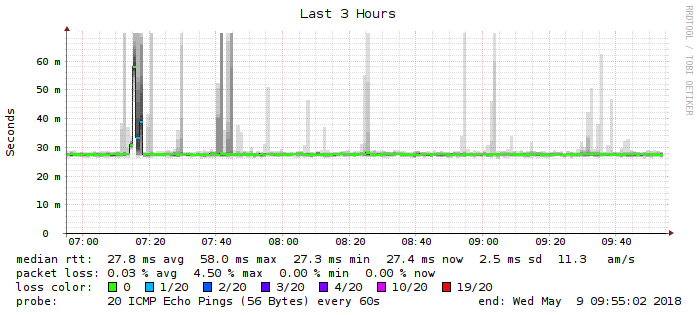 Last 3 Hours
RRDTOOL / TOBI OETIKER
Seconds
60 m
50 m
40 m
30 m
20 m
10 m
0
07:00 07:20 07:40 08:00 08:20 08:40 09:00 09:20 09:40
median rtt: 27.8 ms avg 58.0 ms max 27.3 ms min 27.4 ms now 2.5 ms sd 11.3 am/s
packet loss: 0.03 % avg 4.50 % max 0.00 % min 0.00 % now
loss color: 0 1/20 2/20 3/20 4/20 10/20 19/20
probe: 20 ICMP Echo Pings (56 Bytes) every 60s end: Wed May 9 09:55:02 2018